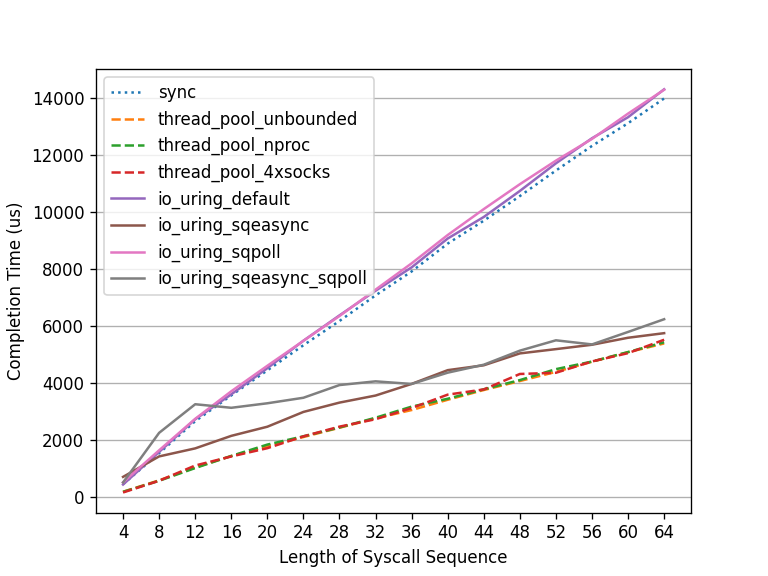 14000
12000
10000
8000
6000
4000
2000
0
Completion Time (us)
sync
thread_pool_unbounded
thread_pool_nproc
thread_pool_4xsocks
io_uring_default
io_uring_sqeasync
io_uring_sqpoll
io_uring_sqeasync_sqpoll
4 8 12 16 20 24 28 32 36 40 44 48 52 56 60 64
Length of Syscall Sequence